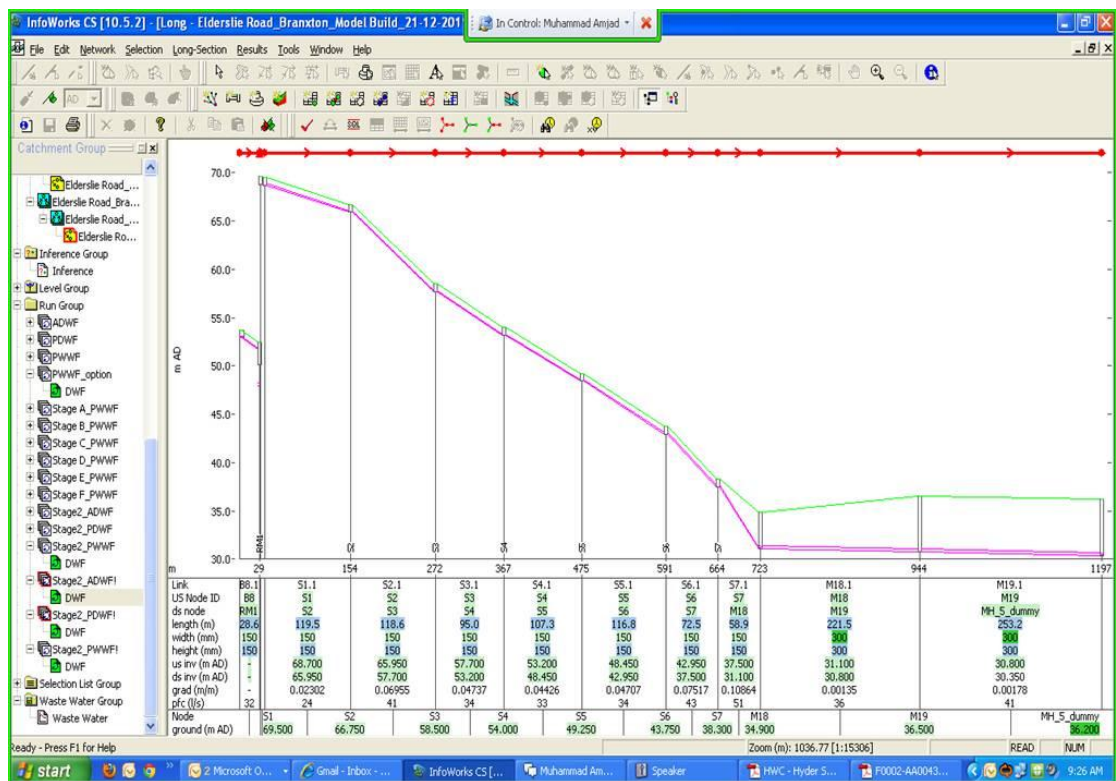 InfoWorks CS [10.5.2] - [Long - Elderslie Road_Branxton_Model Build_21-12-201
In Control: Muhammad Amjad
File Edit Network Selection Long-Section Results Tools Window Help
AD
SQL
Catchment Group
Elderslie Road_...
Elderslie Road_Bra...
Elderslie Road_...
Elderslie Ro...
Inference Group
Inference
Level Group
Run Group
ADWF
PDWF
PWWF
PWWF_option
DWF
Stage A_PWWF
Stage B_PWWF
Stage C_PWWF
Stage D_PWWF
Stage E_PWWF
Stage F_PWWF
Stage2_ADWF
Stage2_PDWF
Stage2_PWWF
DWF
Stage2_ADWF!
DWF
Stage2_PDWF!
DWF
Stage2_PWWF!
DWF
Selection List Group
Waste Water Group
Waste Water
70.0
65.0
60.0
55.0
m AD
50.0
45.0
40.0
35.0
30.0
RM1 S2 S3 S4 S5 S6 S7
m 29 154 272 367 475 591 664 723 944 1197
Link B8.1 S1.1 S2.1 S3.1 S4.1 S5.1 S6.1 S7.1 M18.1 M19.1
US Node ID B8 S1 S2 S3 S4 S5 S6 S7 M18 M19
ds node RM1 S2 S3 S4 S5 S6 S7 M18 M19 MH_5_dummy
length (m) 28.6 119.5 118.6 95.0 107.3 116.8 72.5 58.9 221.5 253.2
width (mm) 150 150 150 150 150 150 150 150 300 300
height (mm) 150 150 150 150 150 150 150 150 300 300
us inv (m AD) - 68.700 65.950 57.700 53.200 48.450 42.950 37.500 31.100 30.800
ds inv (m AD) - 65.950 57.700 53.200 48.450 42.950 37.500 31.100 30.800 30.350
grad (m/m) - 0.02302 0.06955 0.04737 0.04426 0.04707 0.07517 0.10864 0.00135 0.00178
pfc (l/s) 32 24 41 34 33 34 43 51 36 41
Node S1 S2 S3 S4 S5 S6 S7 M18 M19 MH_5_dummy
ground (m AD) 69.500 66.750 58.500 54.000 49.250 43.750 38.300 34.900 36.500 36.200
Ready - Press F1 for Help
Zoom (m): 1036.77 [1:15306]
READ NUM
start
2 Microsoft O...
Gmail - Inbox - ...
InfoWorks CS [...
Muhammad Am...
Speaker
HWC - Hyder S...
F0002-AA0043...
9:26 AM